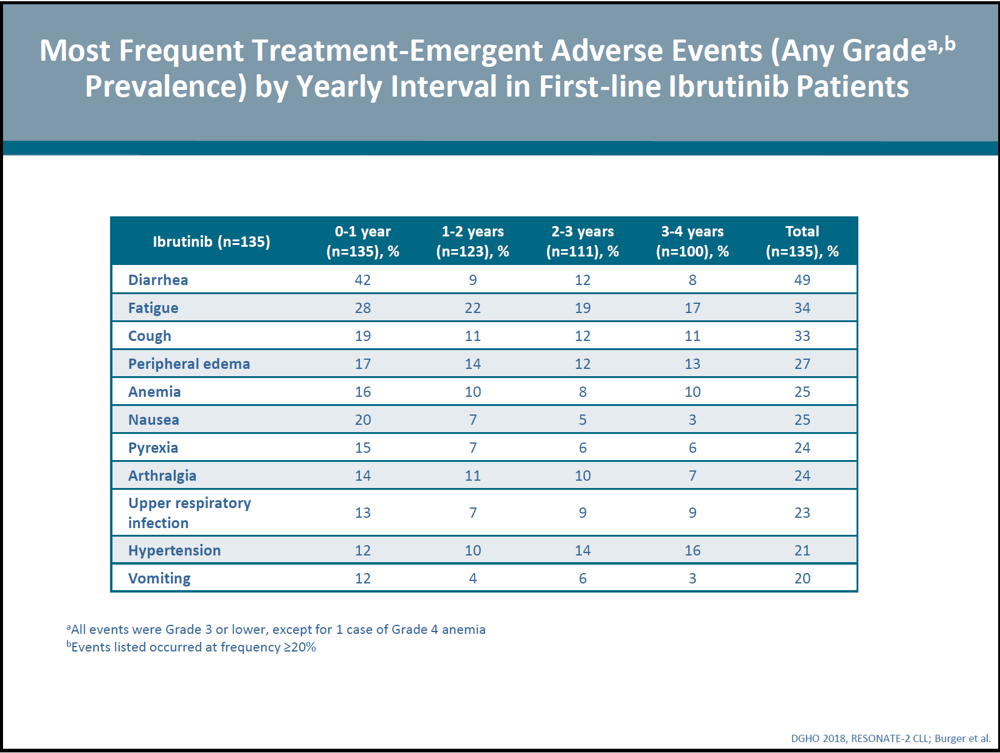 Most Frequent Treatment-Emergent Adverse Events (Any Gradea,b
Prevalence) by Yearly Interval in First-line Ibrutinib Patients
Ibrutinib (n=135) 0-1 year (n=135), % 1-2 years (n=123), % 2-3 years (n=111), % 3-4 years (n=100), % Total (n=135), %
Diarrhea 42 9 12 8 49
Fatigue 28 22 19 17 34
Cough 19 11 12 11 33
Peripheral edema 17 14 12 13 27
Anemia 16 10 8 10 25
Nausea 20 7 5 3 25
Pyrexia 15 7 6 6 24
Arthralgia 14 11 10 7 24
Upper respiratory infection 13 7 9 9 23
Hypertension 12 10 14 16 21
Vomiting 12 4 6 3 20
aAll events were Grade 3 or lower, except for 1 case of Grade 4 anemia
bEvents listed occurred at frequency ≥20%
DGHO 2018, RESONATE-2 CLL; Burger et al.